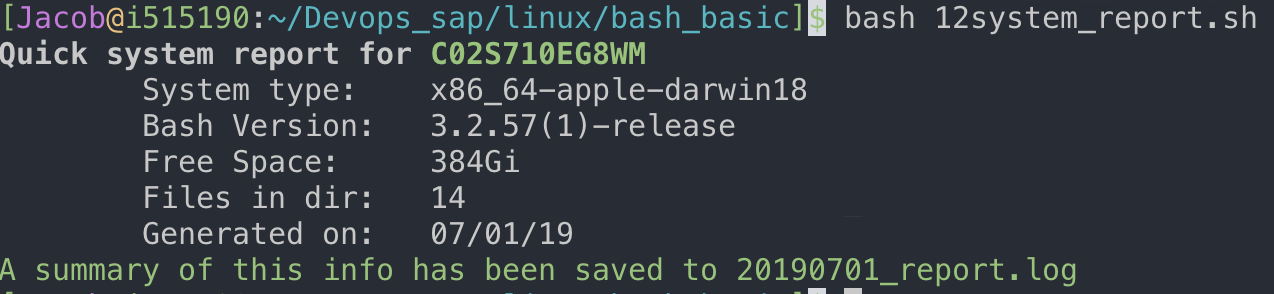 [Jacob@i515190:~/Devops_sap/linux/bash_basic]$ bash 12system_report.sh
Quick system report for C02S710EG8WM
System type: x86_64-apple-darwin18
Bash Version: 3.2.57(1)-release
Free Space: 384Gi
Files in dir: 14
Generated on: 07/01/19
A summary of this info has been saved to 20190701_report.log